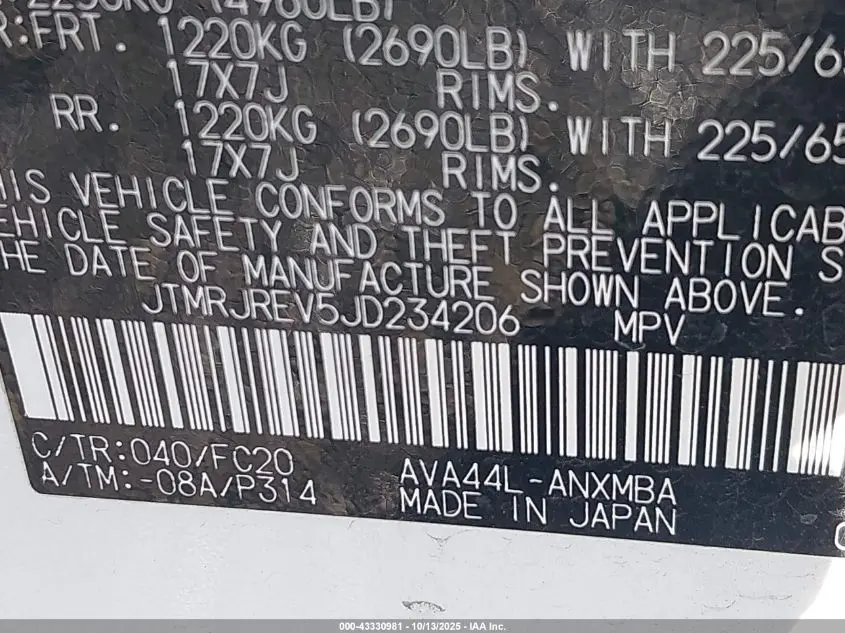 2250KG (4960LB)
R:FRT. 1220KG (2690LB) WITH 225/65
17X7J RIMS.
RR. 1220KG (2690LB) WITH 225/65
17X7J RIMS.
HIS VEHICLE CONFORMS TO ALL APPLICAB
EHICLE SAFETY AND THEFT PREVENTION S
HE DATE OF MANUFACTURE SHOWN ABOVE.
JTMRJREV5JD234206 MPV
C/TR:040/FC20
A/TM:-08A/P314
AVA44L-ANXMBA
MADE IN JAPAN
000-43330981 - 10/13/2025 - IAA Inc.